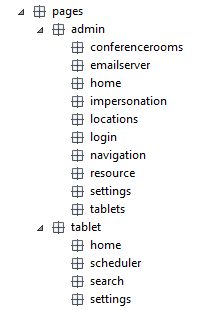 pages
admin
conferencerooms
emailserver
home
impersonation
locations
login
navigation
resource
settings
tablets
tablet
home
scheduler
search
settings